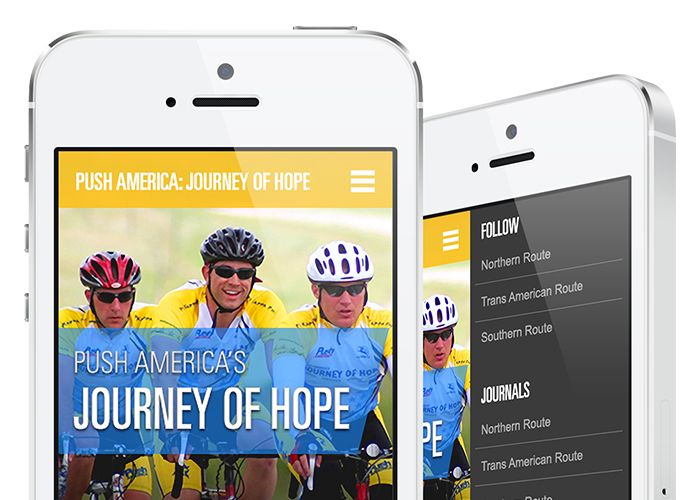 PUSH AMERICA: JOURNEY OF HOPE
PUSH AMERICA'S
JOURNEY OF HOPE
Push
JOURNEY OF HOPE
FOLLOW
Northern Route
Trans American Route
Southern Route
JOURNALS
Northern Route
Trans American Route